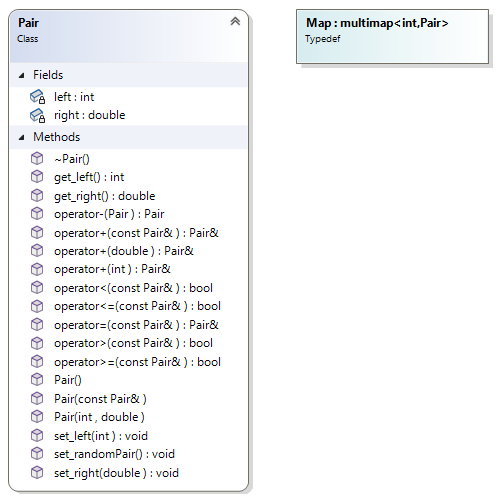 Pair
Class
Fields
left : int
right : double
Methods
~Pair()
get_left() : int
get_right() : double
operator-(Pair ) : Pair
operator+(const Pair& ) : Pair&
operator+(double ) : Pair&
operator+(int ) : Pair&
operator<(const Pair& ) : bool
operator<=(const Pair& ) : bool
operator=(const Pair& ) : Pair&
operator>(const Pair& ) : bool
operator>=(const Pair& ) : bool
Pair()
Pair(const Pair& )
Pair(int , double )
set_left(int ) : void
set_randomPair() : void
set_right(double ) : void
Map : multimap<int,Pair>
Typedef